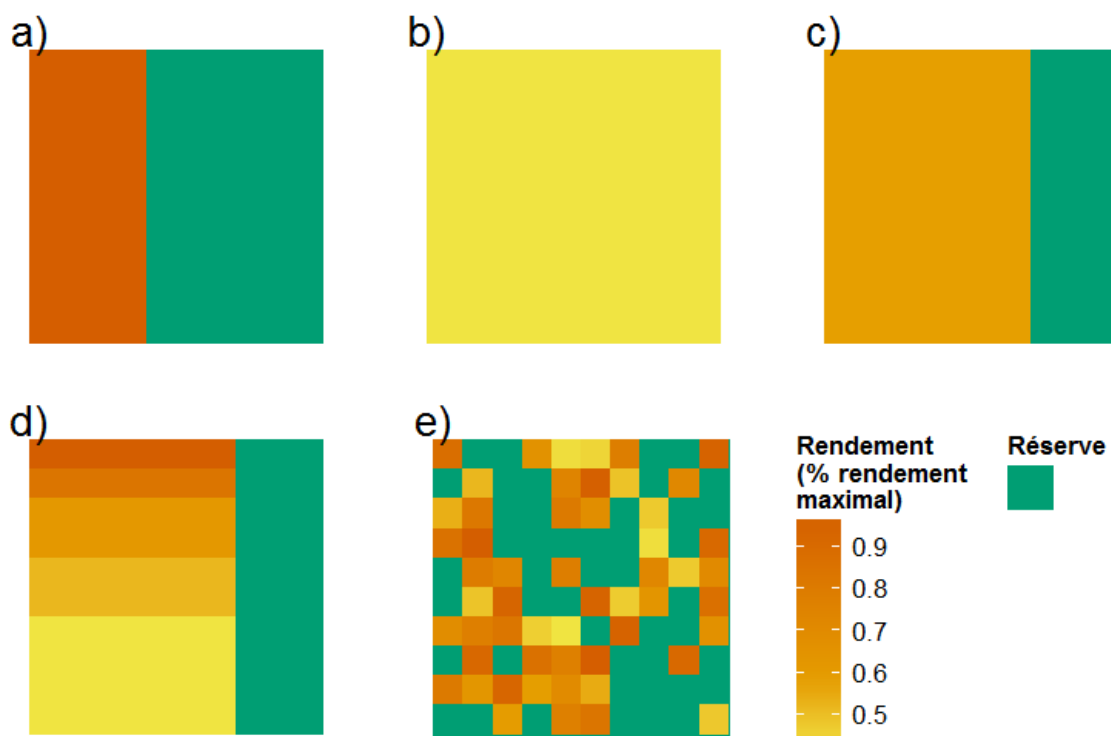 a)
b)
c)
d)
e)
Rendement
(% rendement
maximal)
0.9
0.8
0.7
0.6
0.5
Réserve